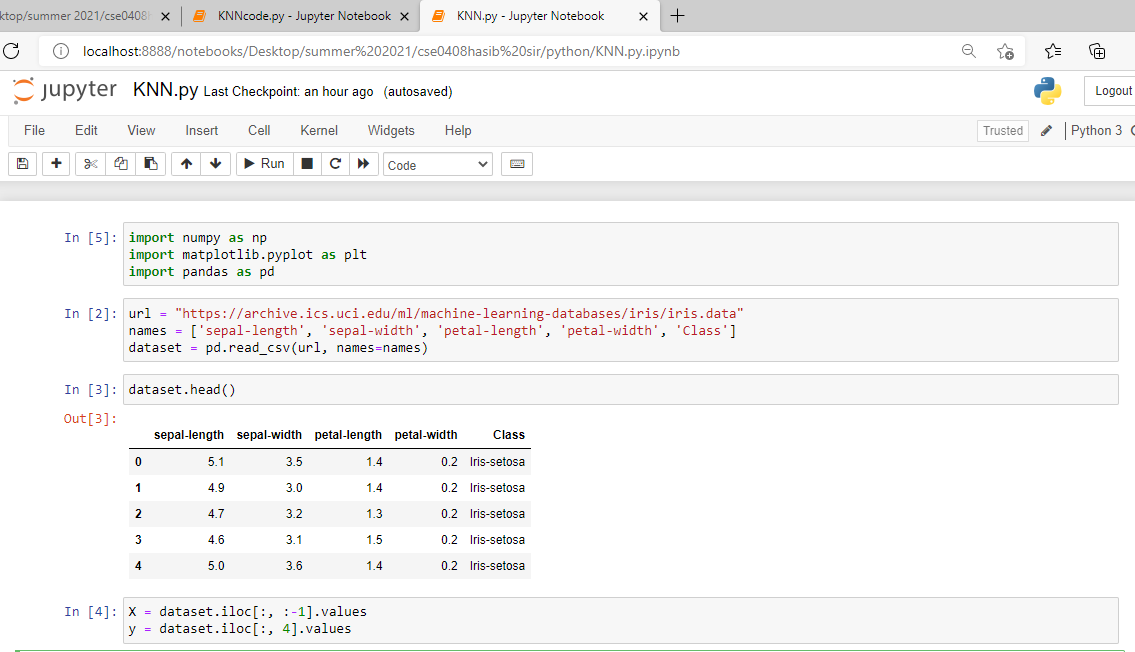 ktop/summer 2021/cse0408 KNNcode.py - Jupyter Notebook KNN.py - Jupyter Notebook
localhost:8888/notebooks/Desktop/summer%202021/cse0408hasib%20sir/python/KNN.py.ipynb
jupyter KNN.py Last Checkpoint: an hour ago (autosaved) Logout
File Edit View Insert Cell Kernel Widgets Help Trusted Python 3
Run Code
In [5]: import numpy as np
import matplotlib.pyplot as plt
import pandas as pd
In [2]: url = "https://archive.ics.uci.edu/ml/machine-learning-databases/iris/iris.data"
names = ['sepal-length', 'sepal-width', 'petal-length', 'petal-width', 'Class']
dataset = pd.read_csv(url, names=names)
In [3]: dataset.head()
Out[3]:
sepal-length sepal-width petal-length petal-width Class
0 5.1 3.5 1.4 0.2 Iris-setosa
1 4.9 3.0 1.4 0.2 Iris-setosa
2 4.7 3.2 1.3 0.2 Iris-setosa
3 4.6 3.1 1.5 0.2 Iris-setosa
4 5.0 3.6 1.4 0.2 Iris-setosa
In [4]: X = dataset.iloc[:, :-1].values
y = dataset.iloc[:, 4].values